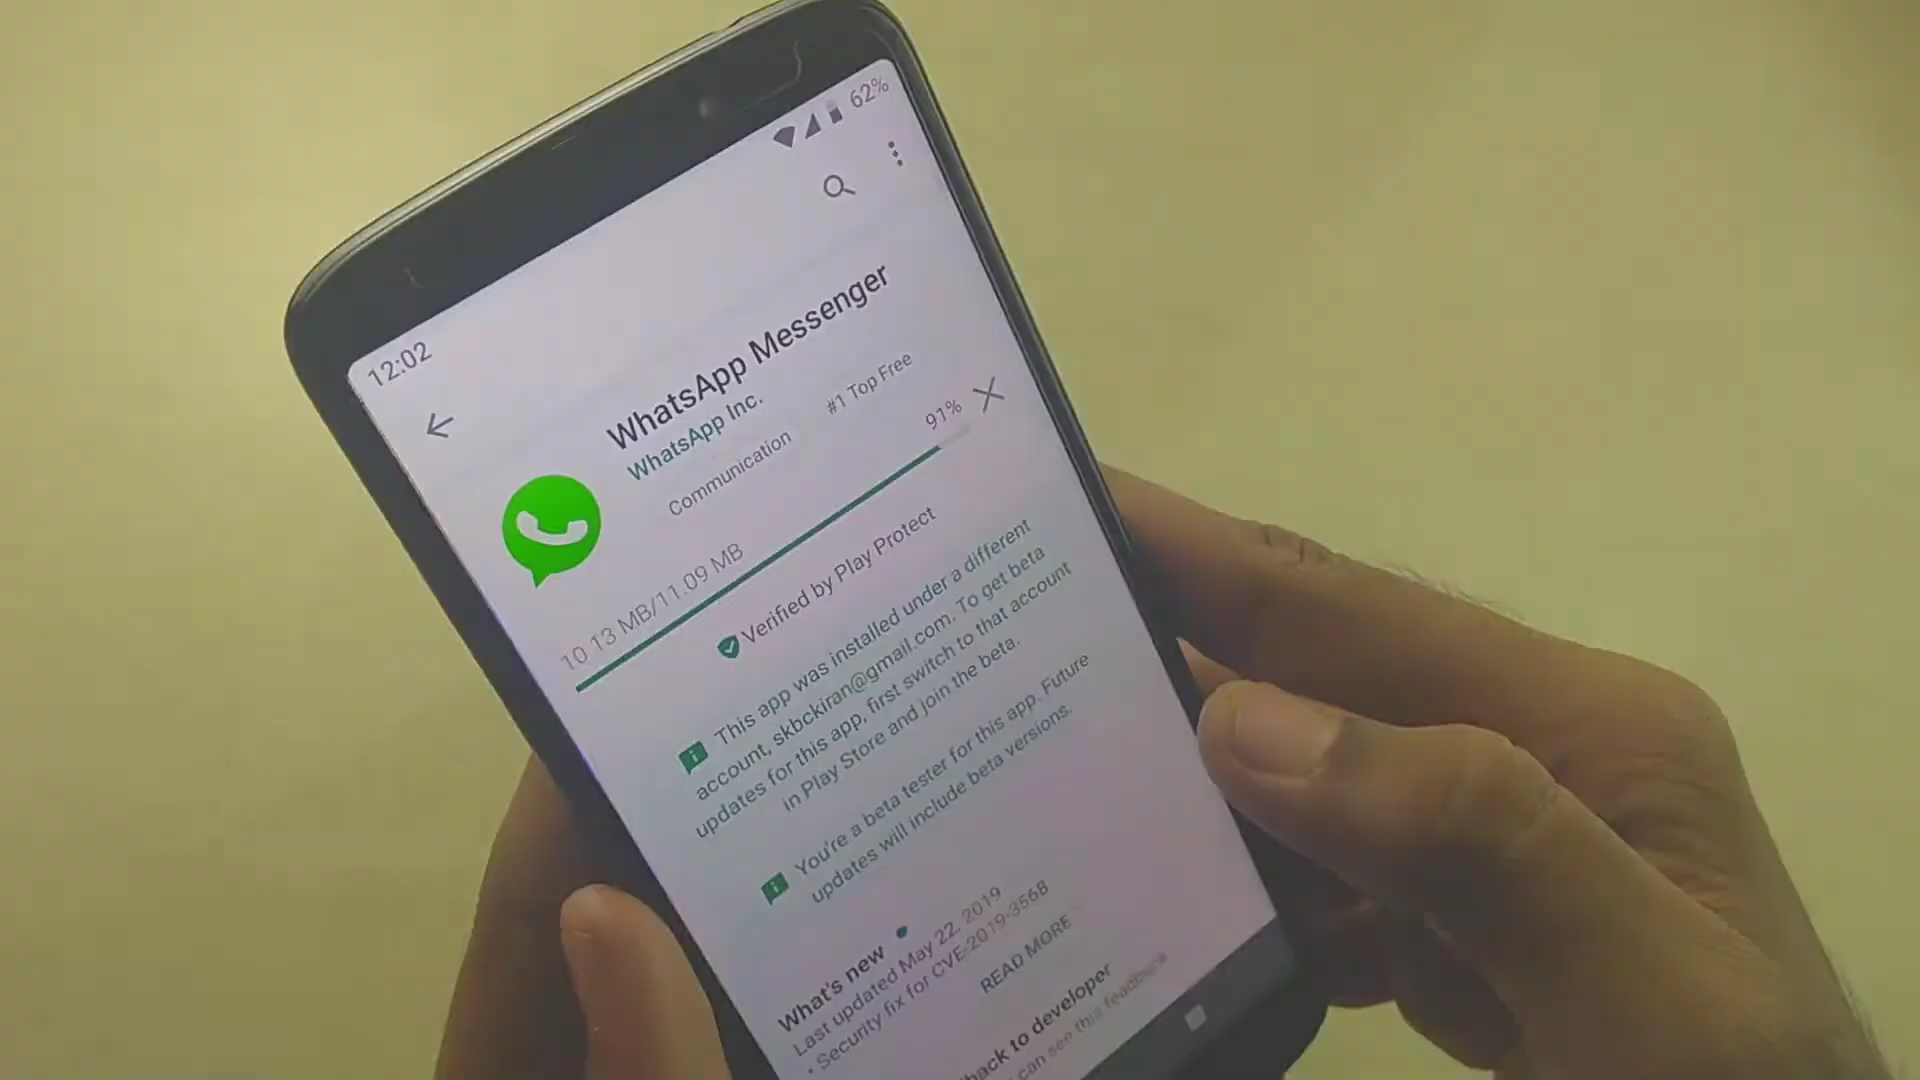 12:02
62%
WhatsApp Messenger
WhatsApp Inc.
Communication
#1 Top Free
10.13 MB/11.09 MB
91%
Verified by Play Protect
This app was installed under a different
account, skbckiran@gmail.com. To get beta
updates for this app, first switch to that account
in Play Store and join the beta.
You're a beta tester for this app. Future
updates will include beta versions.
What's new
Last updated May 22, 2019
• Security fix for CVE-2019-3568
READ MORE
back to developer
can see this feedback